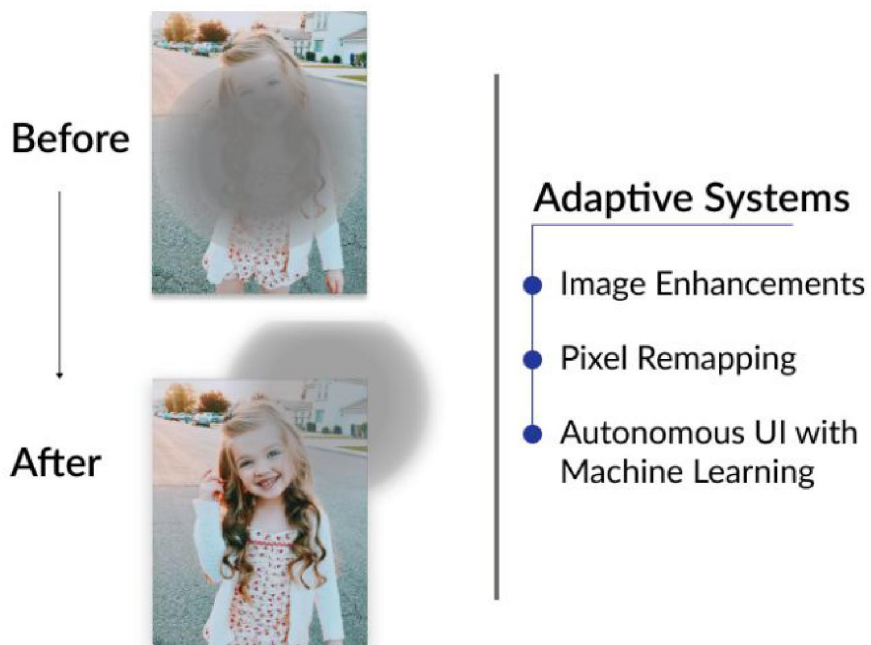 Before
After
Adaptive Systems
Image Enhancements
Pixel Remapping
Autonomous UI with
Machine Learning